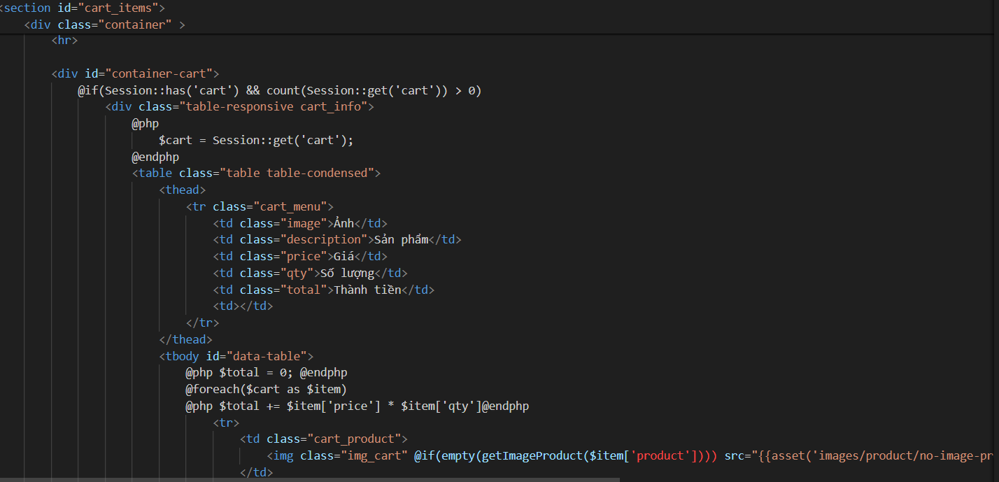 <section id="cart_items">
<div class="container" >
<hr>
<div id="container-cart">
@if(Session::has('cart') && count(Session::get('cart')) > 0)
<div class="table-responsive cart_info">
@php
$cart = Session::get('cart');
@endphp
<table class="table table-condensed">
<thead>
<tr class="cart_menu">
<td class="image">Ảnh</td>
<td class="description">Sản phẩm</td>
<td class="price">Giá</td>
<td class="qty">Số lượng</td>
<td class="total">Thành tiền</td>
<td></td>
</tr>
</thead>
<tbody id="data-table">
@php $total = 0; @endphp
@foreach($cart as $item)
@php $total += $item['price'] * $item['qty']@endphp
<tr>
<td class="cart_product">
<img class="img_cart" @if(empty(getImageProduct($item['product']))) src="{{asset('images/product/no-image-pr
</td>